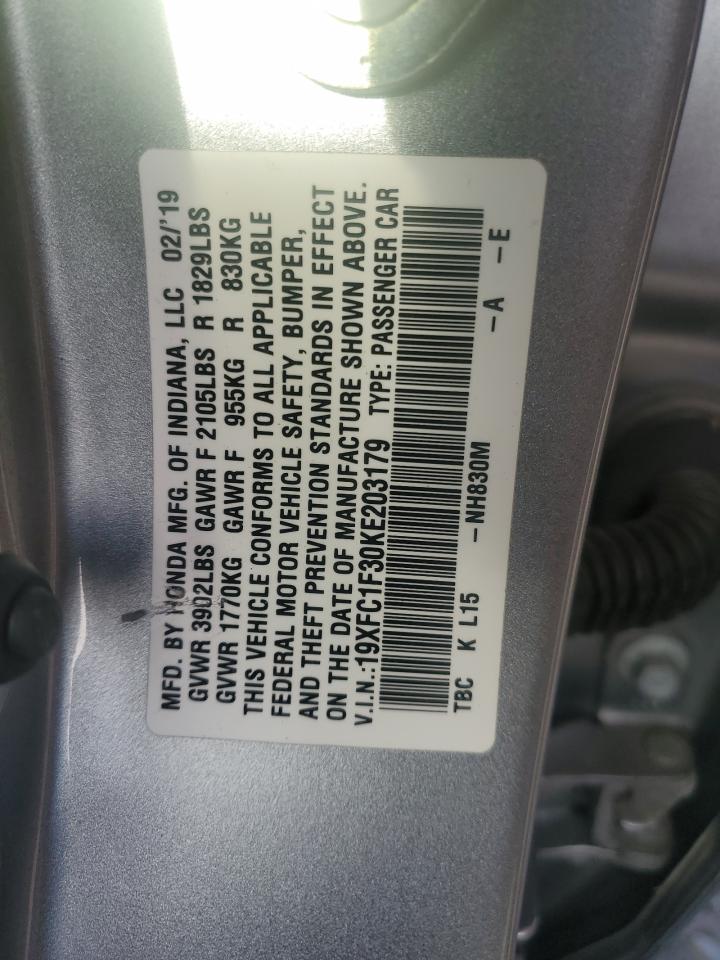 MFD. BY HONDA MFG. OF INDIANA, LLC 02/'19
GVWR 3902LBS GAWR F 2105LBS R 1829LBS
GVWR 1770KG GAWR F 955KG R 830KG
THIS VEHICLE CONFORMS TO ALL APPLICABLE
FEDERAL MOTOR VEHICLE SAFETY, BUMPER,
AND THEFT PREVENTION STANDARDS IN EFFECT
ON THE DATE OF MANUFACTURE SHOWN ABOVE.
V.I.N.:19XFC1F30KE203179 TYPE: PASSENGER CAR
TBC K L15 -NH830M -A -E